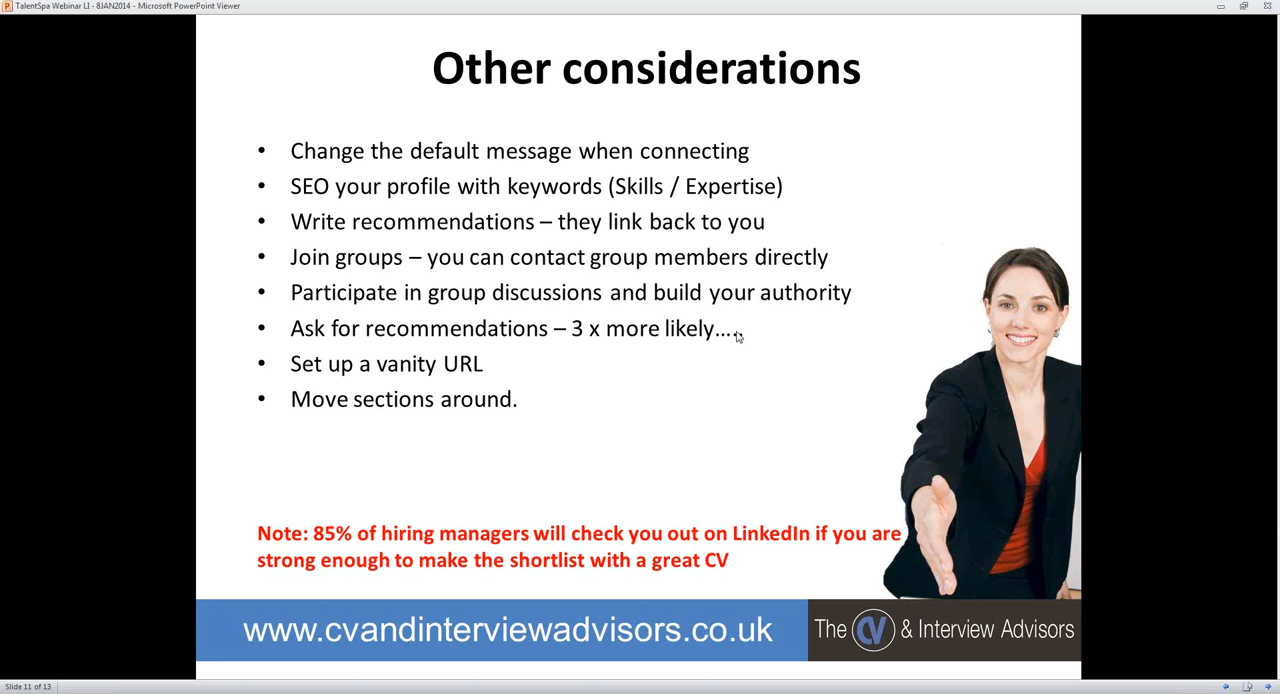 TalentSpa Webinar LI - 8JAN2014 - Microsoft PowerPoint Viewer
Other considerations
• Change the default message when connecting
• SEO your profile with keywords (Skills / Expertise)
• Write recommendations – they link back to you
• Join groups – you can contact group members directly
• Participate in group discussions and build your authority
• Ask for recommendations – 3 x more likely.....
• Set up a vanity URL
• Move sections around.
Note: 85% of hiring managers will check you out on LinkedIn if you are
strong enough to make the shortlist with a great CV
www.cvandinterviewadvisors.co.uk
The CV & Interview Advisors
Slide 11 of 13